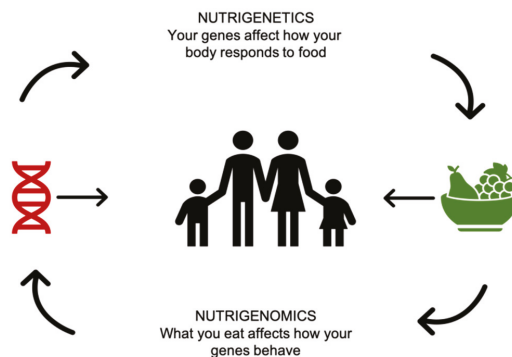 NUTRIGENETICS
Your genes affect how your
body responds to food
NUTRIGENOMICS
What you eat affects how your
genes behave